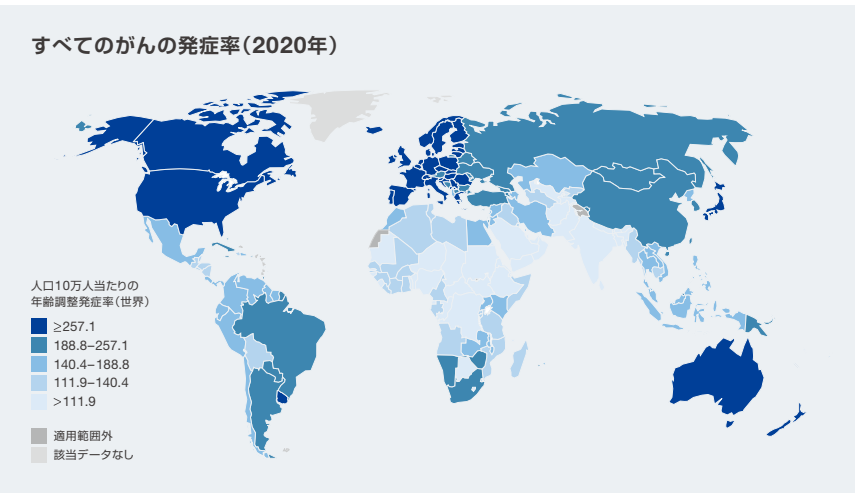 すべてのがんの発症率（2020年）
人口10万人当たりの
年齢調整発症率（世界）
≥257.1
188.8–257.1
140.4–188.8
111.9–140.4
>111.9
適用範囲外
該当データなし